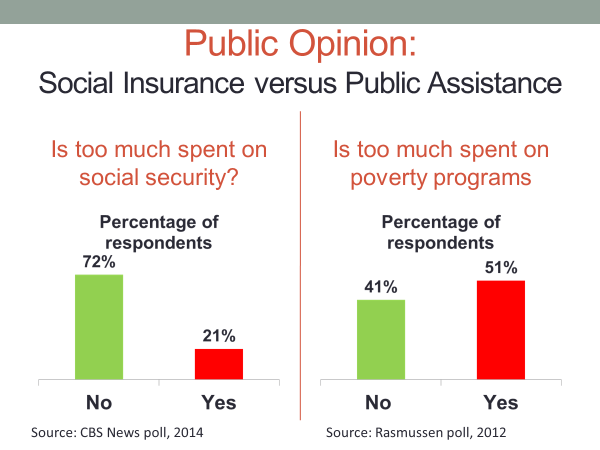 Public Opinion:
Social Insurance versus Public Assistance
Is too much spent on
social security?
Percentage of
respondents
72%
21%
No
Yes
Source: CBS News poll, 2014
Is too much spent on
poverty programs
Percentage of
respondents
41%
51%
No
Yes
Source: Rasmussen poll, 2012